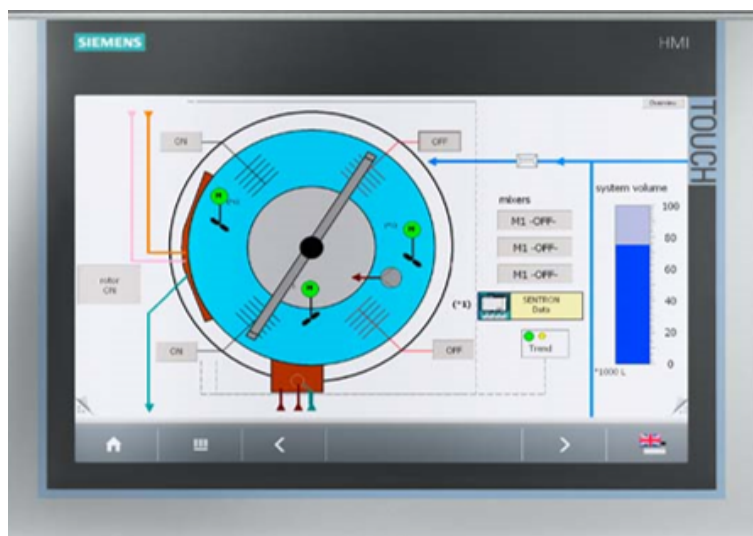 SIEMENS
HMI
TOUCH
Overview
ON
OFF
system volume
mixers
M1 -OFF-
M1 -OFF-
M1 -OFF-
100
80
60
40
20
0
*1000 L
M
M
M
rotor
ON
(*1)
SENTRON
Data
Trend
ON
OFF